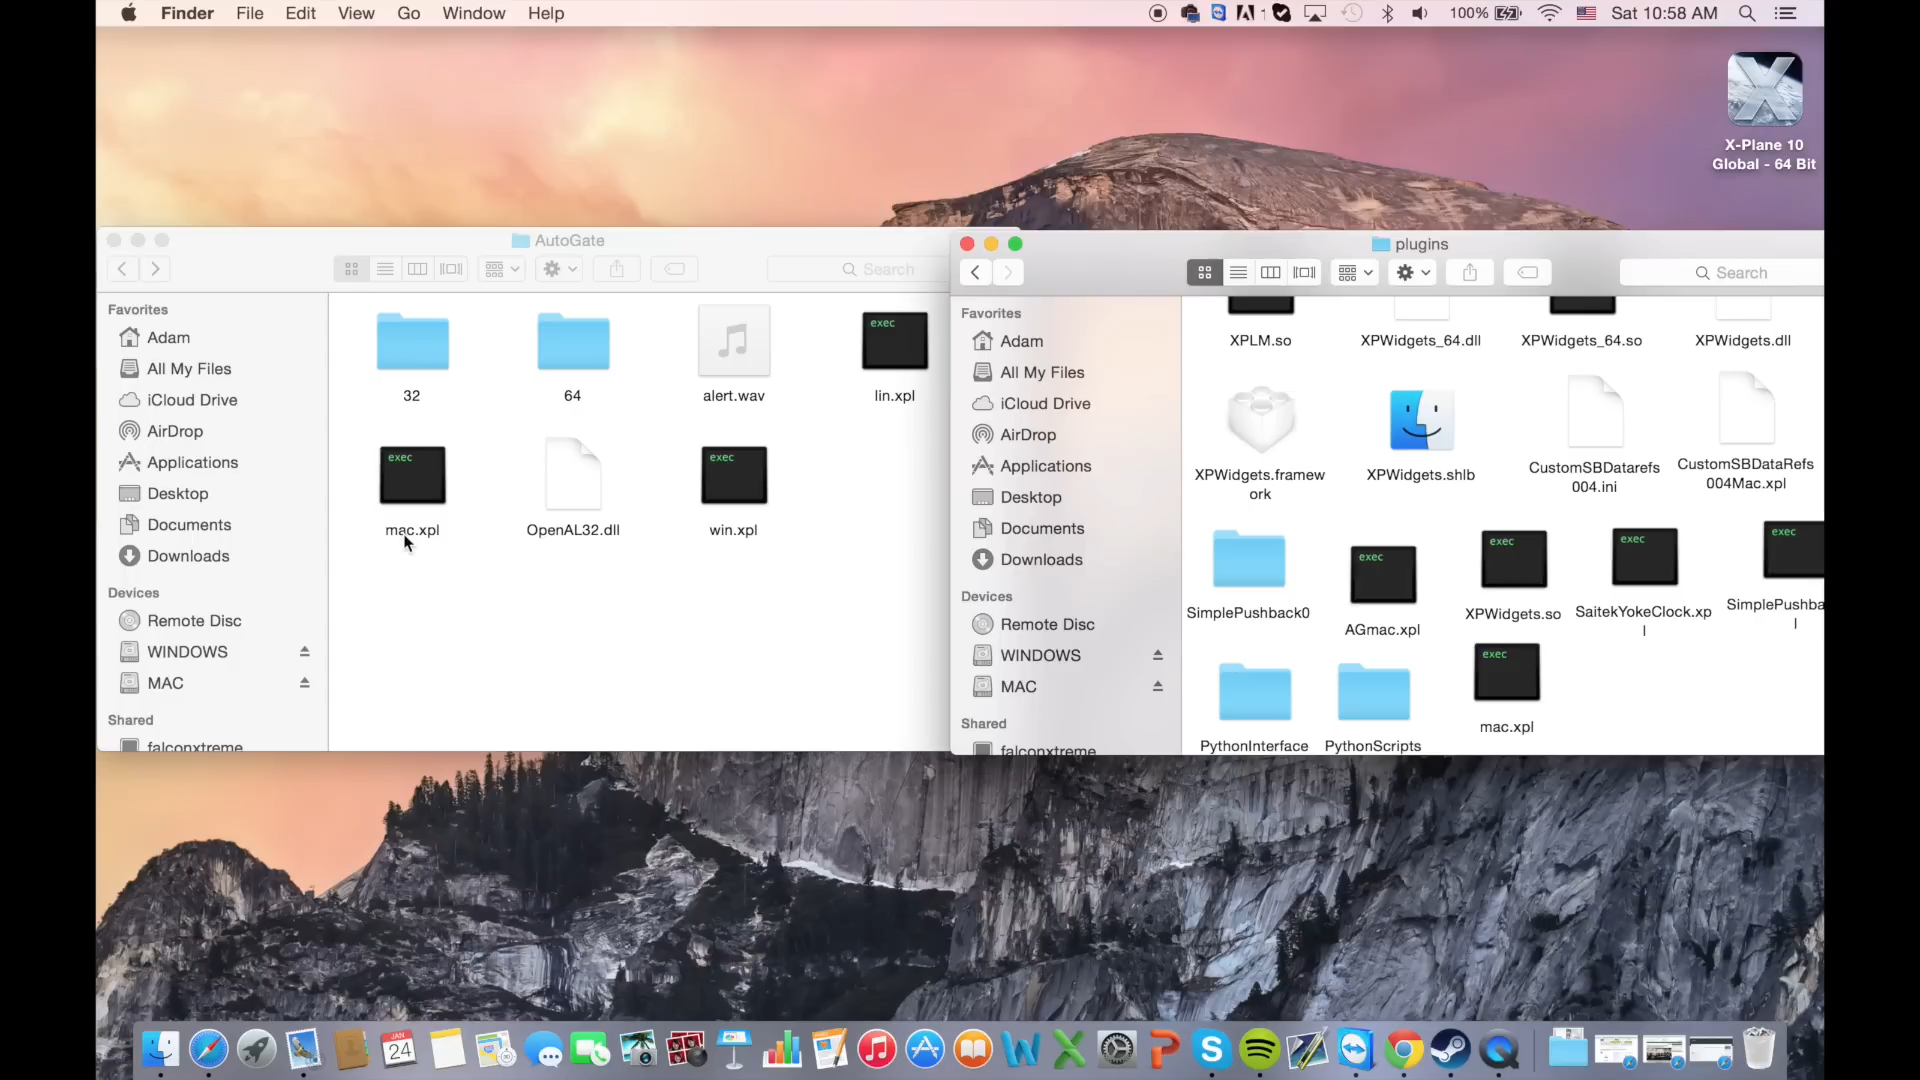 Finder File Edit View Go Window Help
1 100% Sat 10:58 AM
X-Plane 10
Global - 64 Bit
AutoGate
Search
Favorites
Adam
All My Files
iCloud Drive
AirDrop
Applications
Desktop
Documents
Downloads
Devices
Remote Disc
WINDOWS
MAC
Shared
falconxtreme
32
64
alert.wav
exec
lin.xpl
exec
mac.xpl
OpenAL32.dll
exec
win.xpl
plugins
Search
Favorites
Adam
All My Files
iCloud Drive
AirDrop
Applications
Desktop
Documents
Downloads
Devices
Remote Disc
WINDOWS
MAC
Shared
falconxtreme
XPLM.so
XPWidgets_64.dll
XPWidgets_64.so
XPWidgets.dll
XPWidgets.framew
ork
XPWidgets.shlb
CustomSBDatarefs
004.ini
CustomSBDataRefs
004Mac.xpl
SimplePushback0
exec
AGmac.xpl
exec
XPWidgets.so
exec
SaitekYokeClock.xp
l
exec
SimplePushba
l
PythonInterface
PythonScripts
exec
mac.xpl
JAN
24